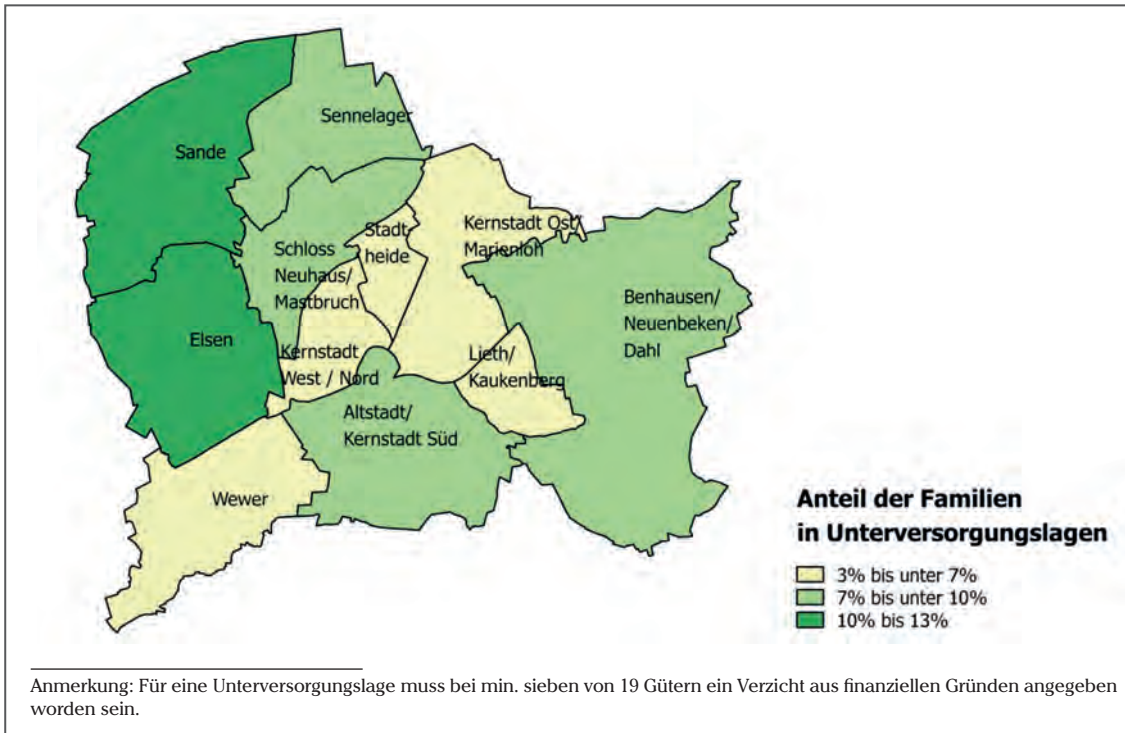 Sennelager
Sande
Kernstadt Ost/
Marienloh
Stadt
heide
Schloss
Neuhaus/
Mastbruch
Benhausen/
Neuenbeken/
Dahl
Elsen
Kernstadt
West / Nord
Lieth/
Kaukenberg
Altstadt/
Kernstadt Süd
Wewer
Anteil der Familien
in Unterversorgungslagen
3% bis unter 7%
7% bis unter 10%
10% bis 13%
Anmerkung: Für eine Unterversorgungslage muss bei min. sieben von 19 Gütern ein Verzicht aus finanziellen Gründen angegeben
worden sein.